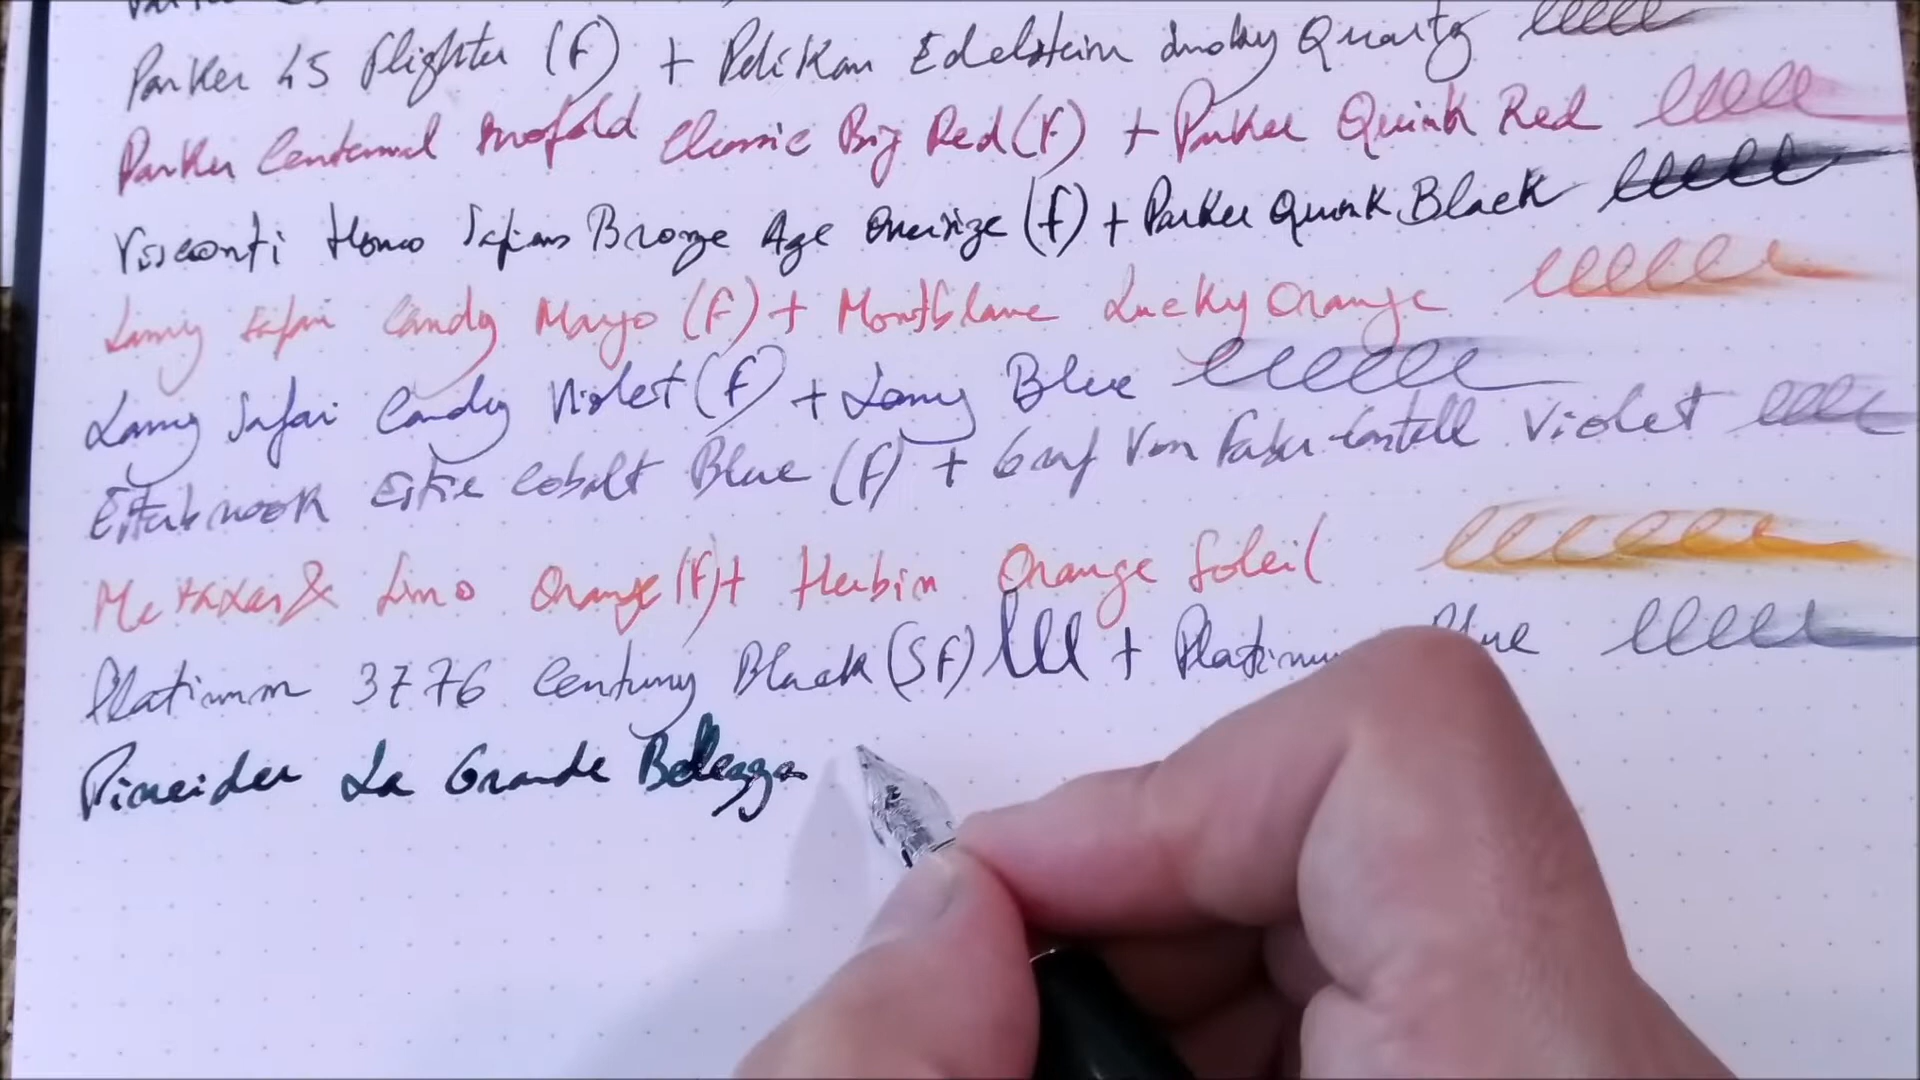 Parker 45 Flighter (F) + Pelikan Edelstein Smoky Quartz
Parker Centennial Duofold Classic Big Red (F) + Parker Quink Red
Visconti Homo Sapiens Bronze Age Oversize (F) + Parker Quink Black
Lamy Safari Candy Mango (F) + Montblanc Lucky Orange
Lamy Safari Candy Violet (F) + Lamy Blue
Esterbrook Estie Cobalt Blue (F) + Graf Von Faber-Castell Violet
Orange (F) + Herbin Orange Soleil
Platinum 3776 Century Black (SF) + Platinum Blue
Pineider La Grande Bellezza